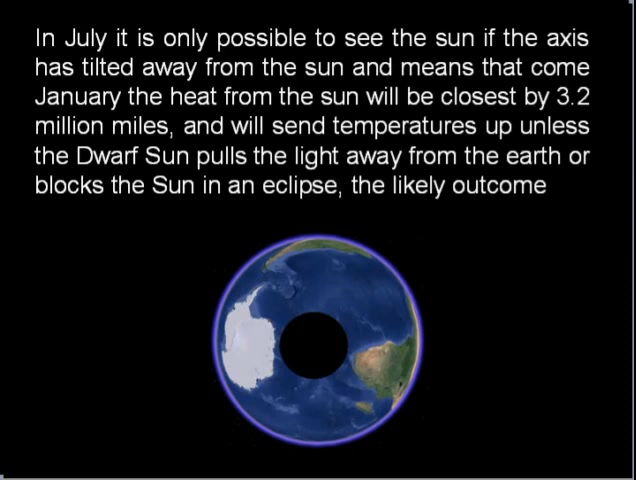 In July it is only possible to see the sun if the axis
has tilted away from the sun and means that come
January the heat from the sun will be closest by 3.2
million miles, and will send temperatures up unless
the Dwarf Sun pulls the light away from the earth or
blocks the Sun in an eclipse, the likely outcome